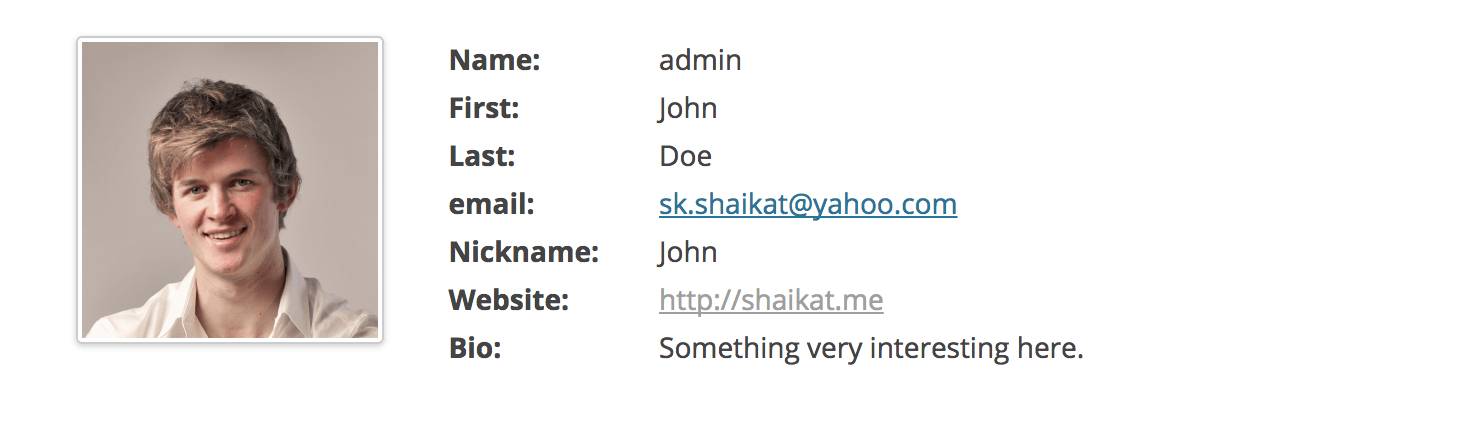 Name: admin
First: John
Last: Doe
email: sk.shaikat@yahoo.com
Nickname: John
Website: http://shaikat.me
Bio: Something very interesting here.